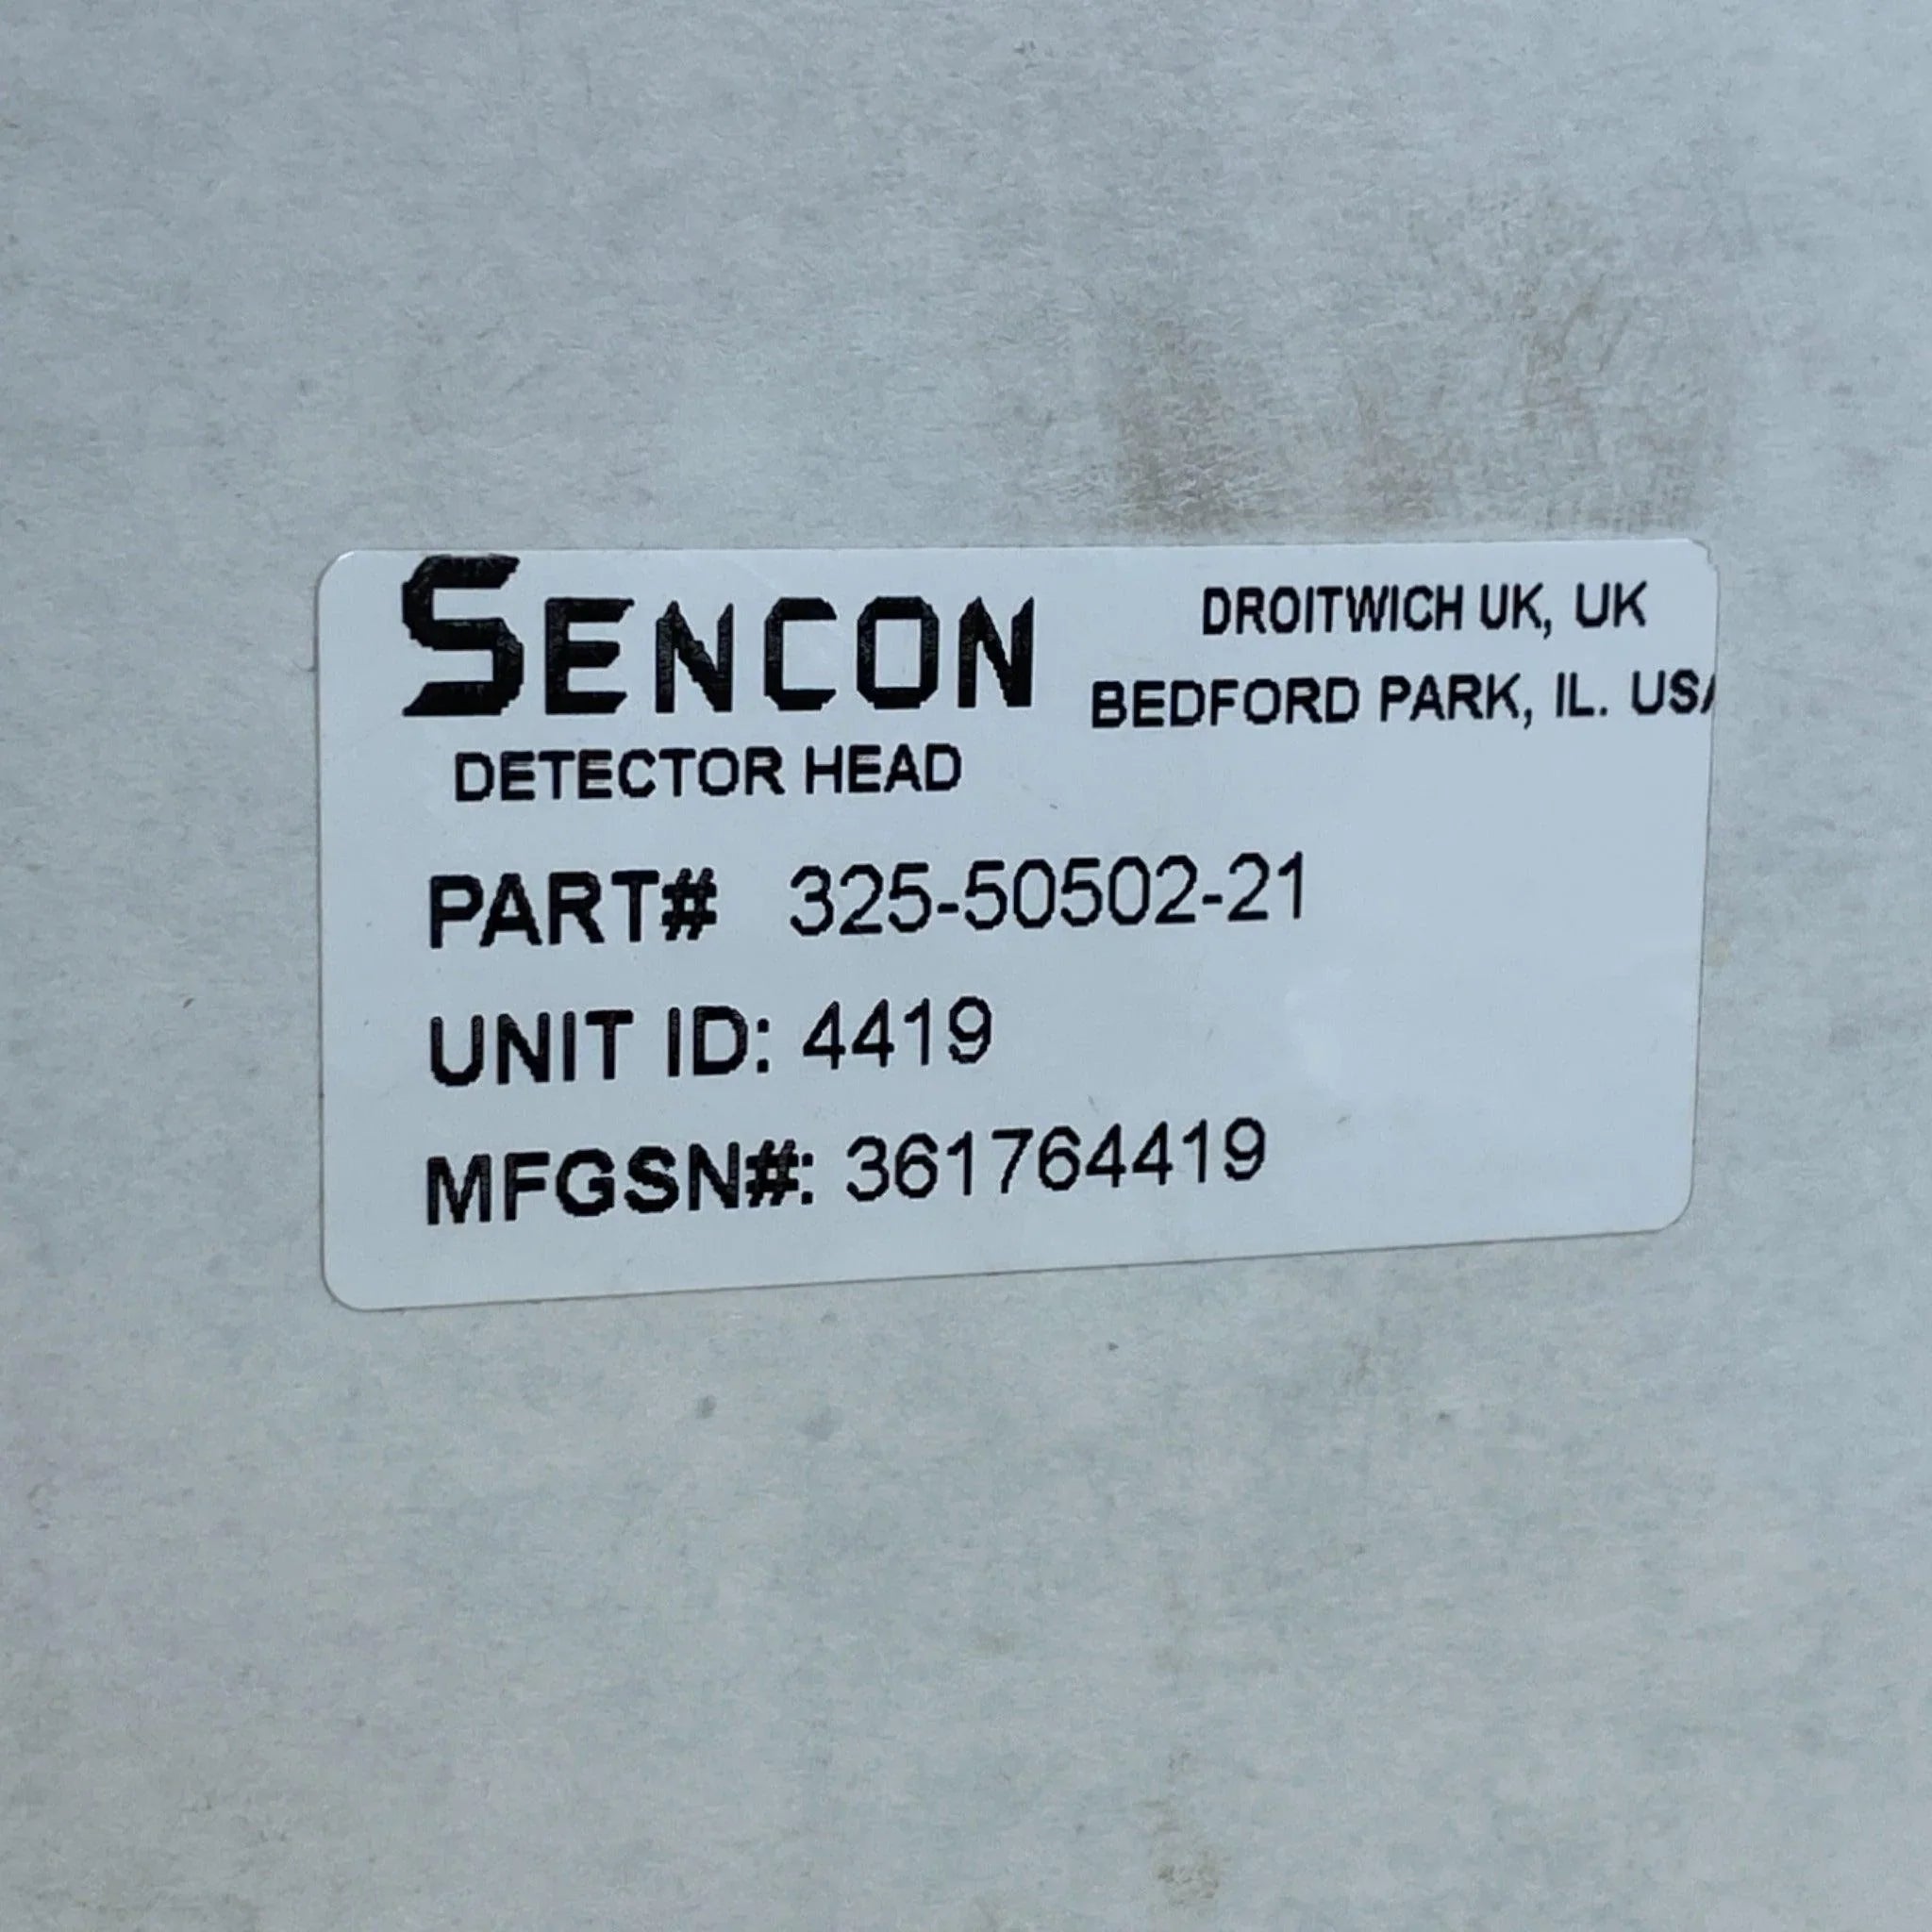 SENCON
DROITWICH UK, UK
BEDFORD PARK, IL. USA
DETECTOR HEAD
PART# 325-50502-21
UNIT ID: 4419
MFGSN#: 361764419